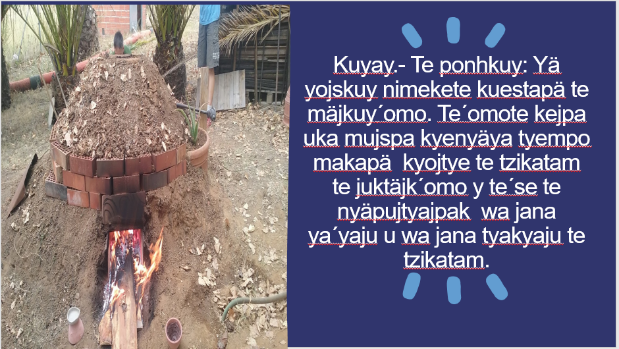 Kuyay.- Te ponhkuy: Yä
yojskuy nimekete kuestapä te
mäjkuy´omo. Te´omote kejpa
uka mujspa kyenyäya tyempo
makapä  kyojtye te tzikatam
te juktäjk´omo y te´se te
nyäpujtyajpak  wa jana
ya´yaju u wa jana tyakyaju te
tzikatam.